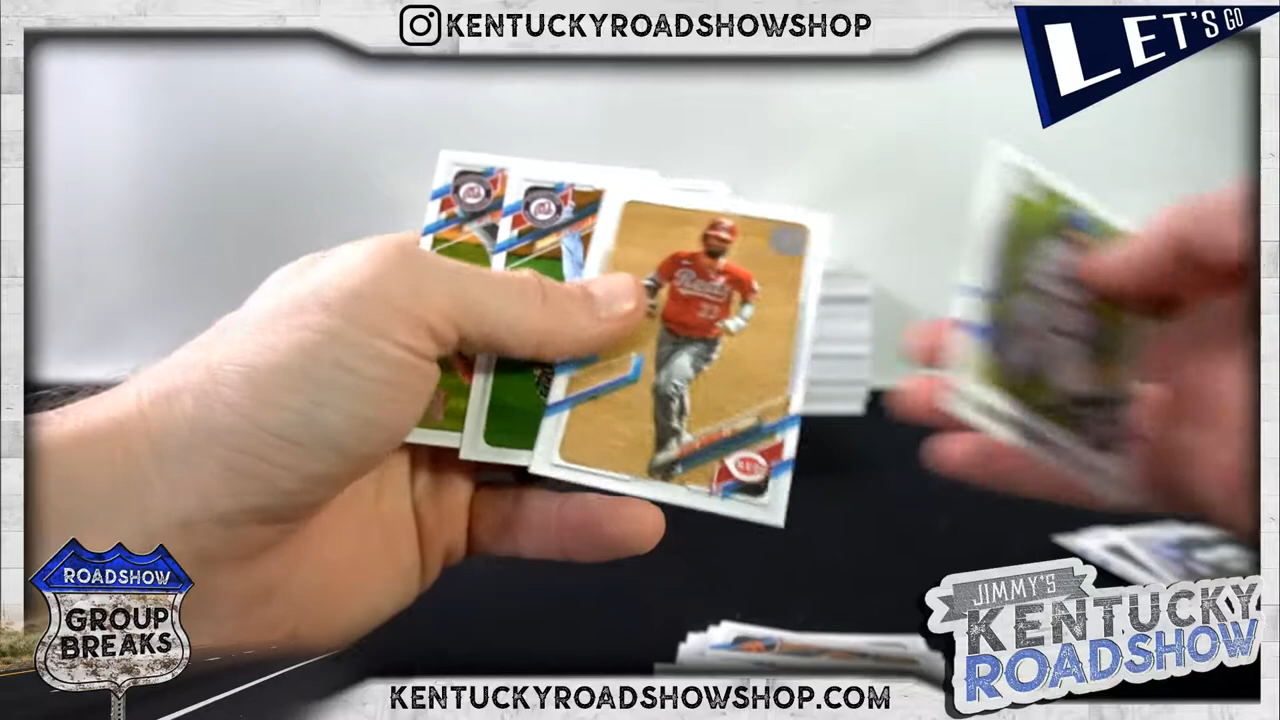 KENTUCKYROADSHOWSHOP
LET'S GO
Reds
ROADSHOW
GROUP
BREAKS
JIMMY'S
KENTUCKY
ROADSHOW
KENTUCKYROADSHOWSHOP.COM